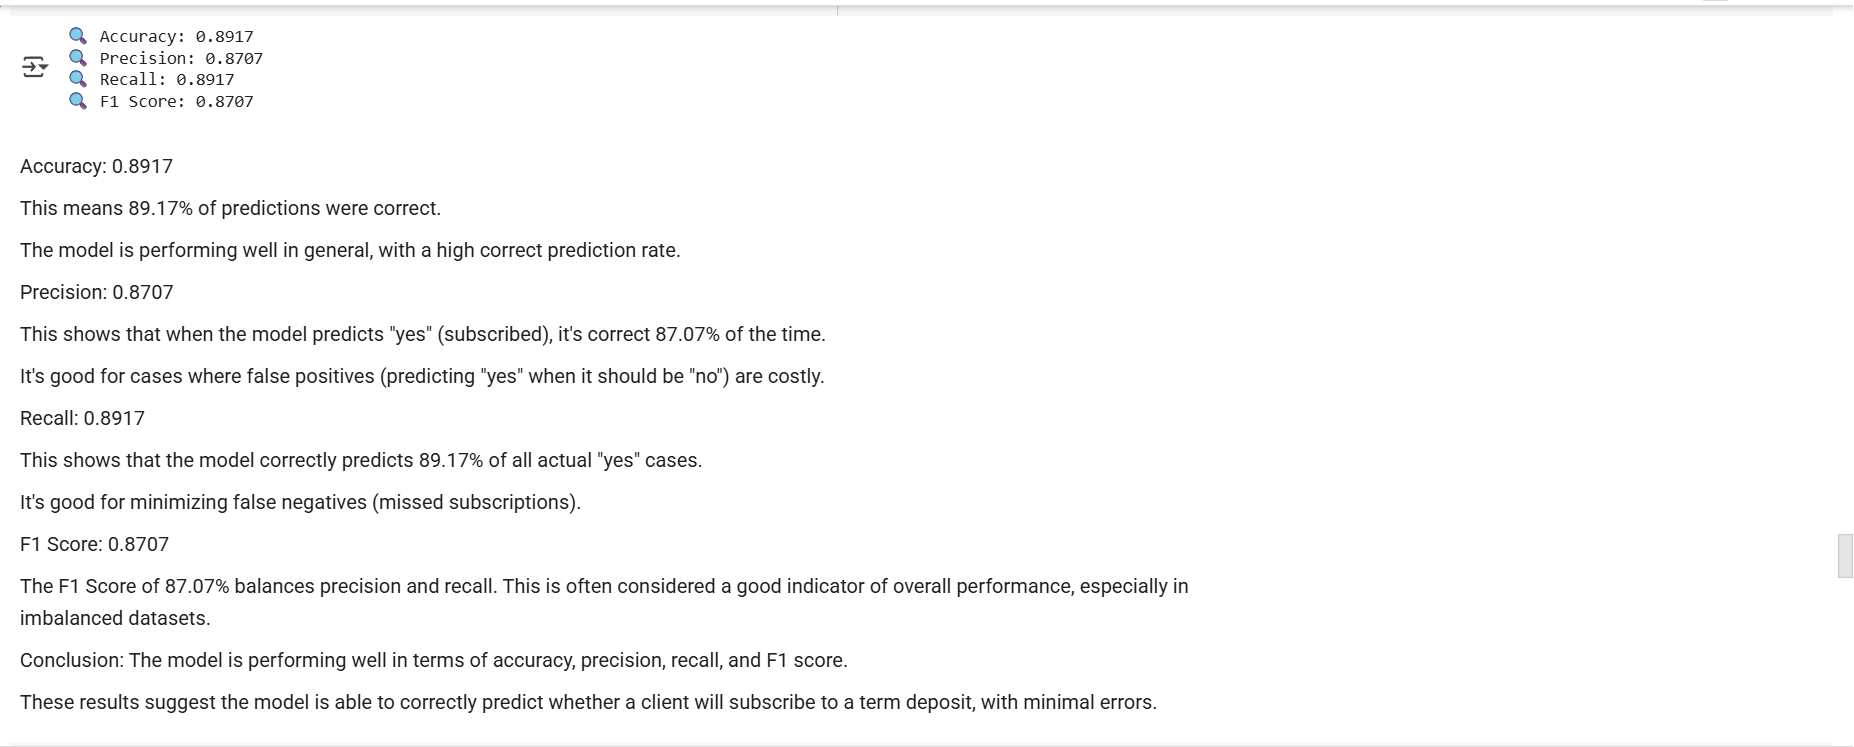 Accuracy: 0.8917
Precision: 0.8707
Recall: 0.8917
F1 Score: 0.8707
Accuracy: 0.8917
This means 89.17% of predictions were correct.
The model is performing well in general, with a high correct prediction rate.
Precision: 0.8707
This shows that when the model predicts "yes" (subscribed), it's correct 87.07% of the time.
It's good for cases where false positives (predicting "yes" when it should be "no") are costly.
Recall: 0.8917
This shows that the model correctly predicts 89.17% of all actual "yes" cases.
It's good for minimizing false negatives (missed subscriptions).
F1 Score: 0.8707
The F1 Score of 87.07% balances precision and recall. This is often considered a good indicator of overall performance, especially in
imbalanced datasets.
Conclusion: The model is performing well in terms of accuracy, precision, recall, and F1 score.
These results suggest the model is able to correctly predict whether a client will subscribe to a term deposit, with minimal errors.